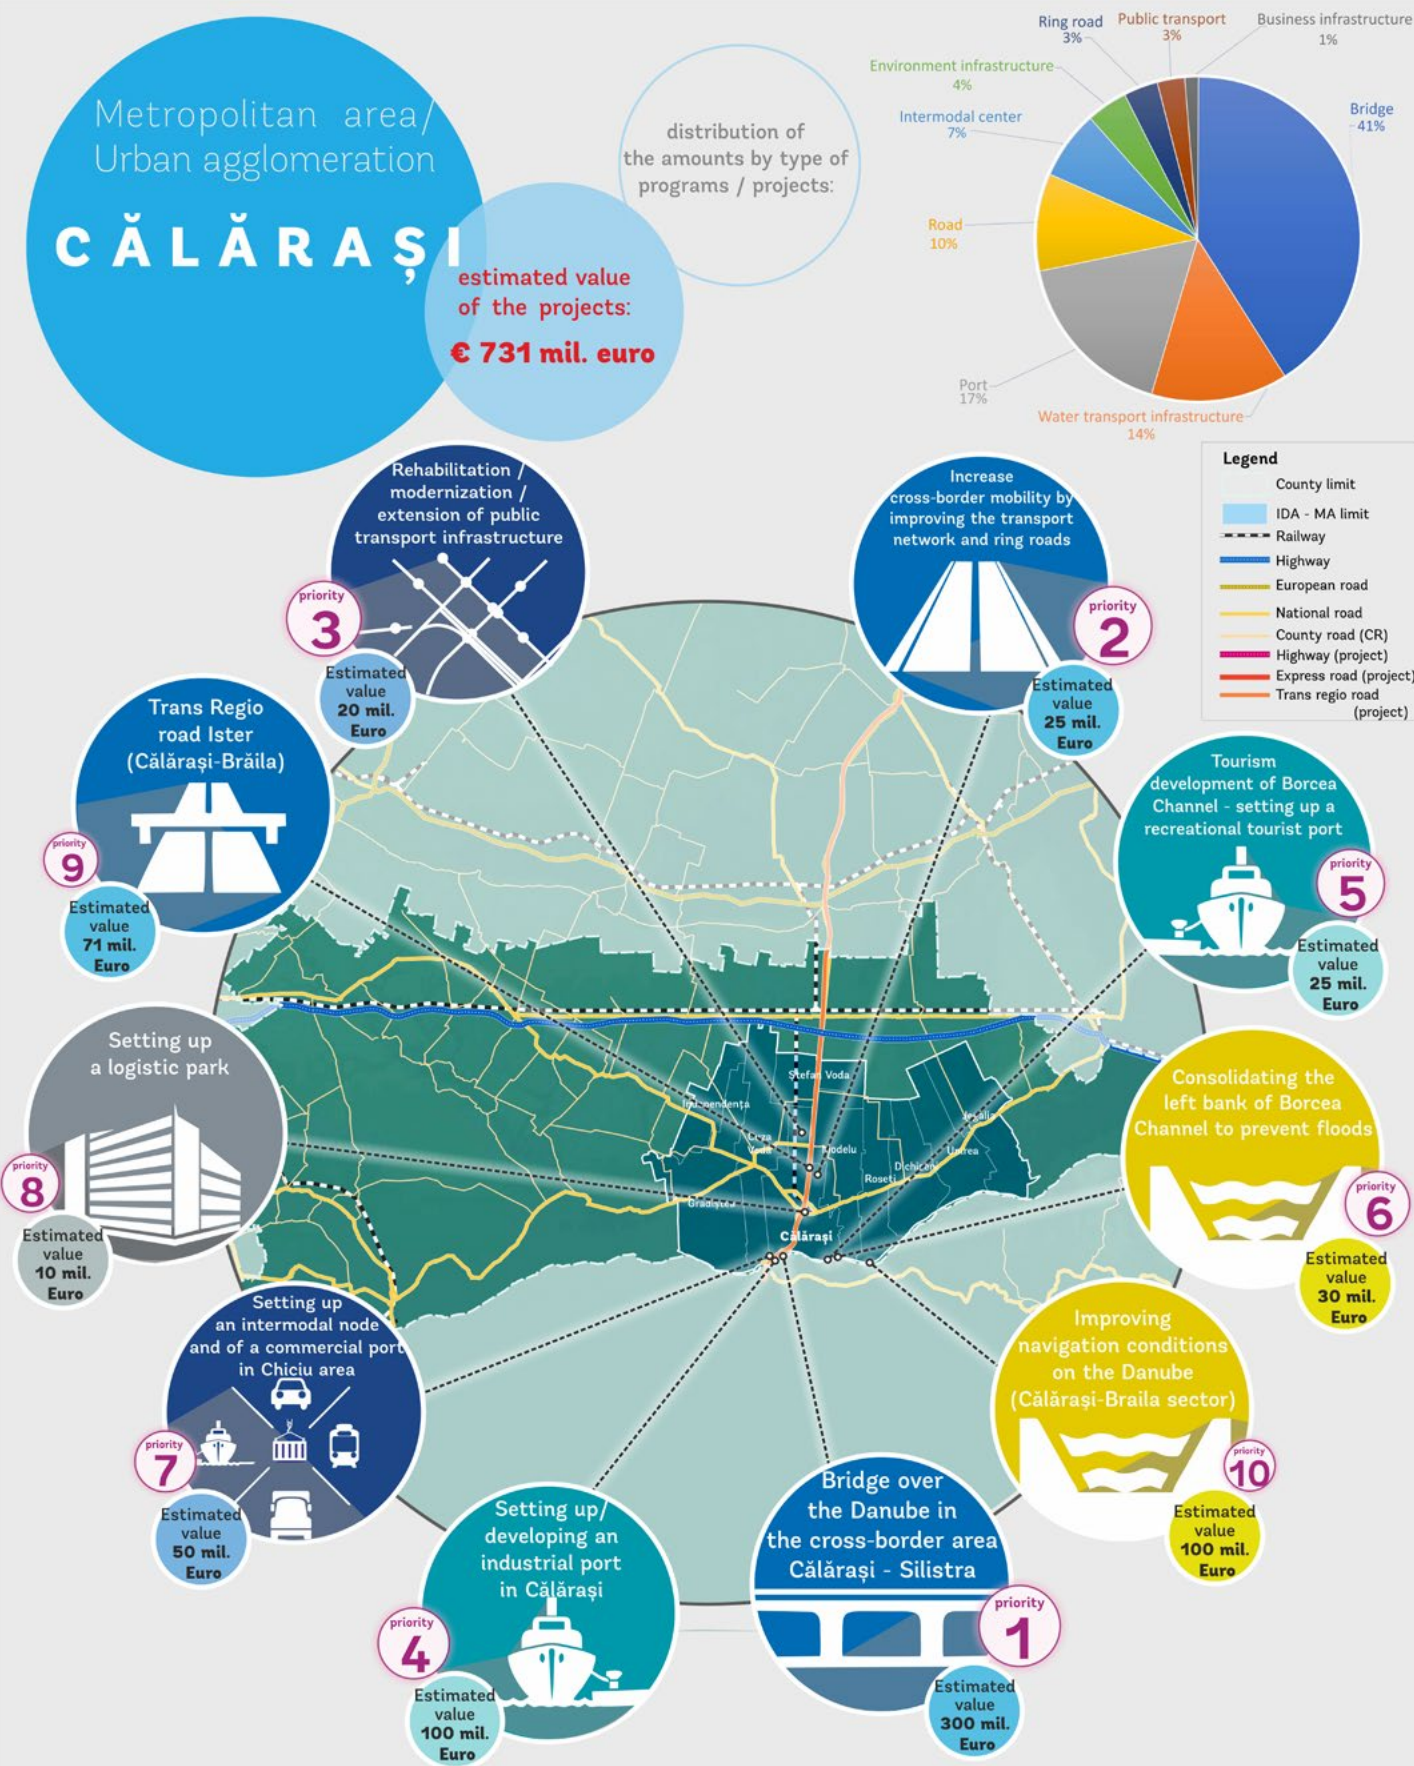 Metropolitan area/
Urban agglomeration
CĂLĂRAȘI
estimated value
of the projects:
€ 731 mil. euro
distribution of
the amounts by type of
programs / projects:
Ring road
3%
Public transport
3%
Business infrastructure
1%
Environment infrastructure
4%
Intermodal center
7%
Bridge
41%
Road
10%
Port
17%
Water transport infrastructure
14%
Legend
County limit
IDA - MA limit
Railway
Highway
European road
National road
County road (CR)
Highway (project)
Express road (project)
Trans regio road
(project)
Rehabilitation /
modernization /
extension of public
transport infrastructure
priority
3
Estimated
value
20 mil.
Euro
Increase
cross-border mobility by
improving the transport
network and ring roads
priority
2
Estimated
value
25 mil.
Euro
Trans Regio
road Ister
(Călărași-Brăila)
priority
9
Estimated
value
71 mil.
Euro
Tourism
development of Borcea
Channel - setting up a
recreational tourist port
priority
5
Estimated
value
25 mil.
Euro
Setting up
a logistic park
priority
8
Estimated
value
10 mil.
Euro
Consolidating the
left bank of Borcea
Channel to prevent floods
priority
6
Estimated
value
30 mil.
Euro
Ștefan Voda
Independența
Cuza
Vodă
Modelu
Jegălia
Unirea
Dichiseni
Roseți
Grădiștea
Călărași
Setting up
an intermodal node
and of a commercial port
in Chiciu area
priority
7
Estimated
value
50 mil.
Euro
Improving
navigation conditions
on the Danube
(Călărași-Braila sector)
priority
10
Estimated
value
100 mil.
Euro
Setting up/
developing an
industrial port
in Călărași
priority
4
Estimated
value
100 mil.
Euro
Bridge over
the Danube in
the cross-border area
Călărași - Silistra
priority
1
Estimated
value
300 mil.
Euro